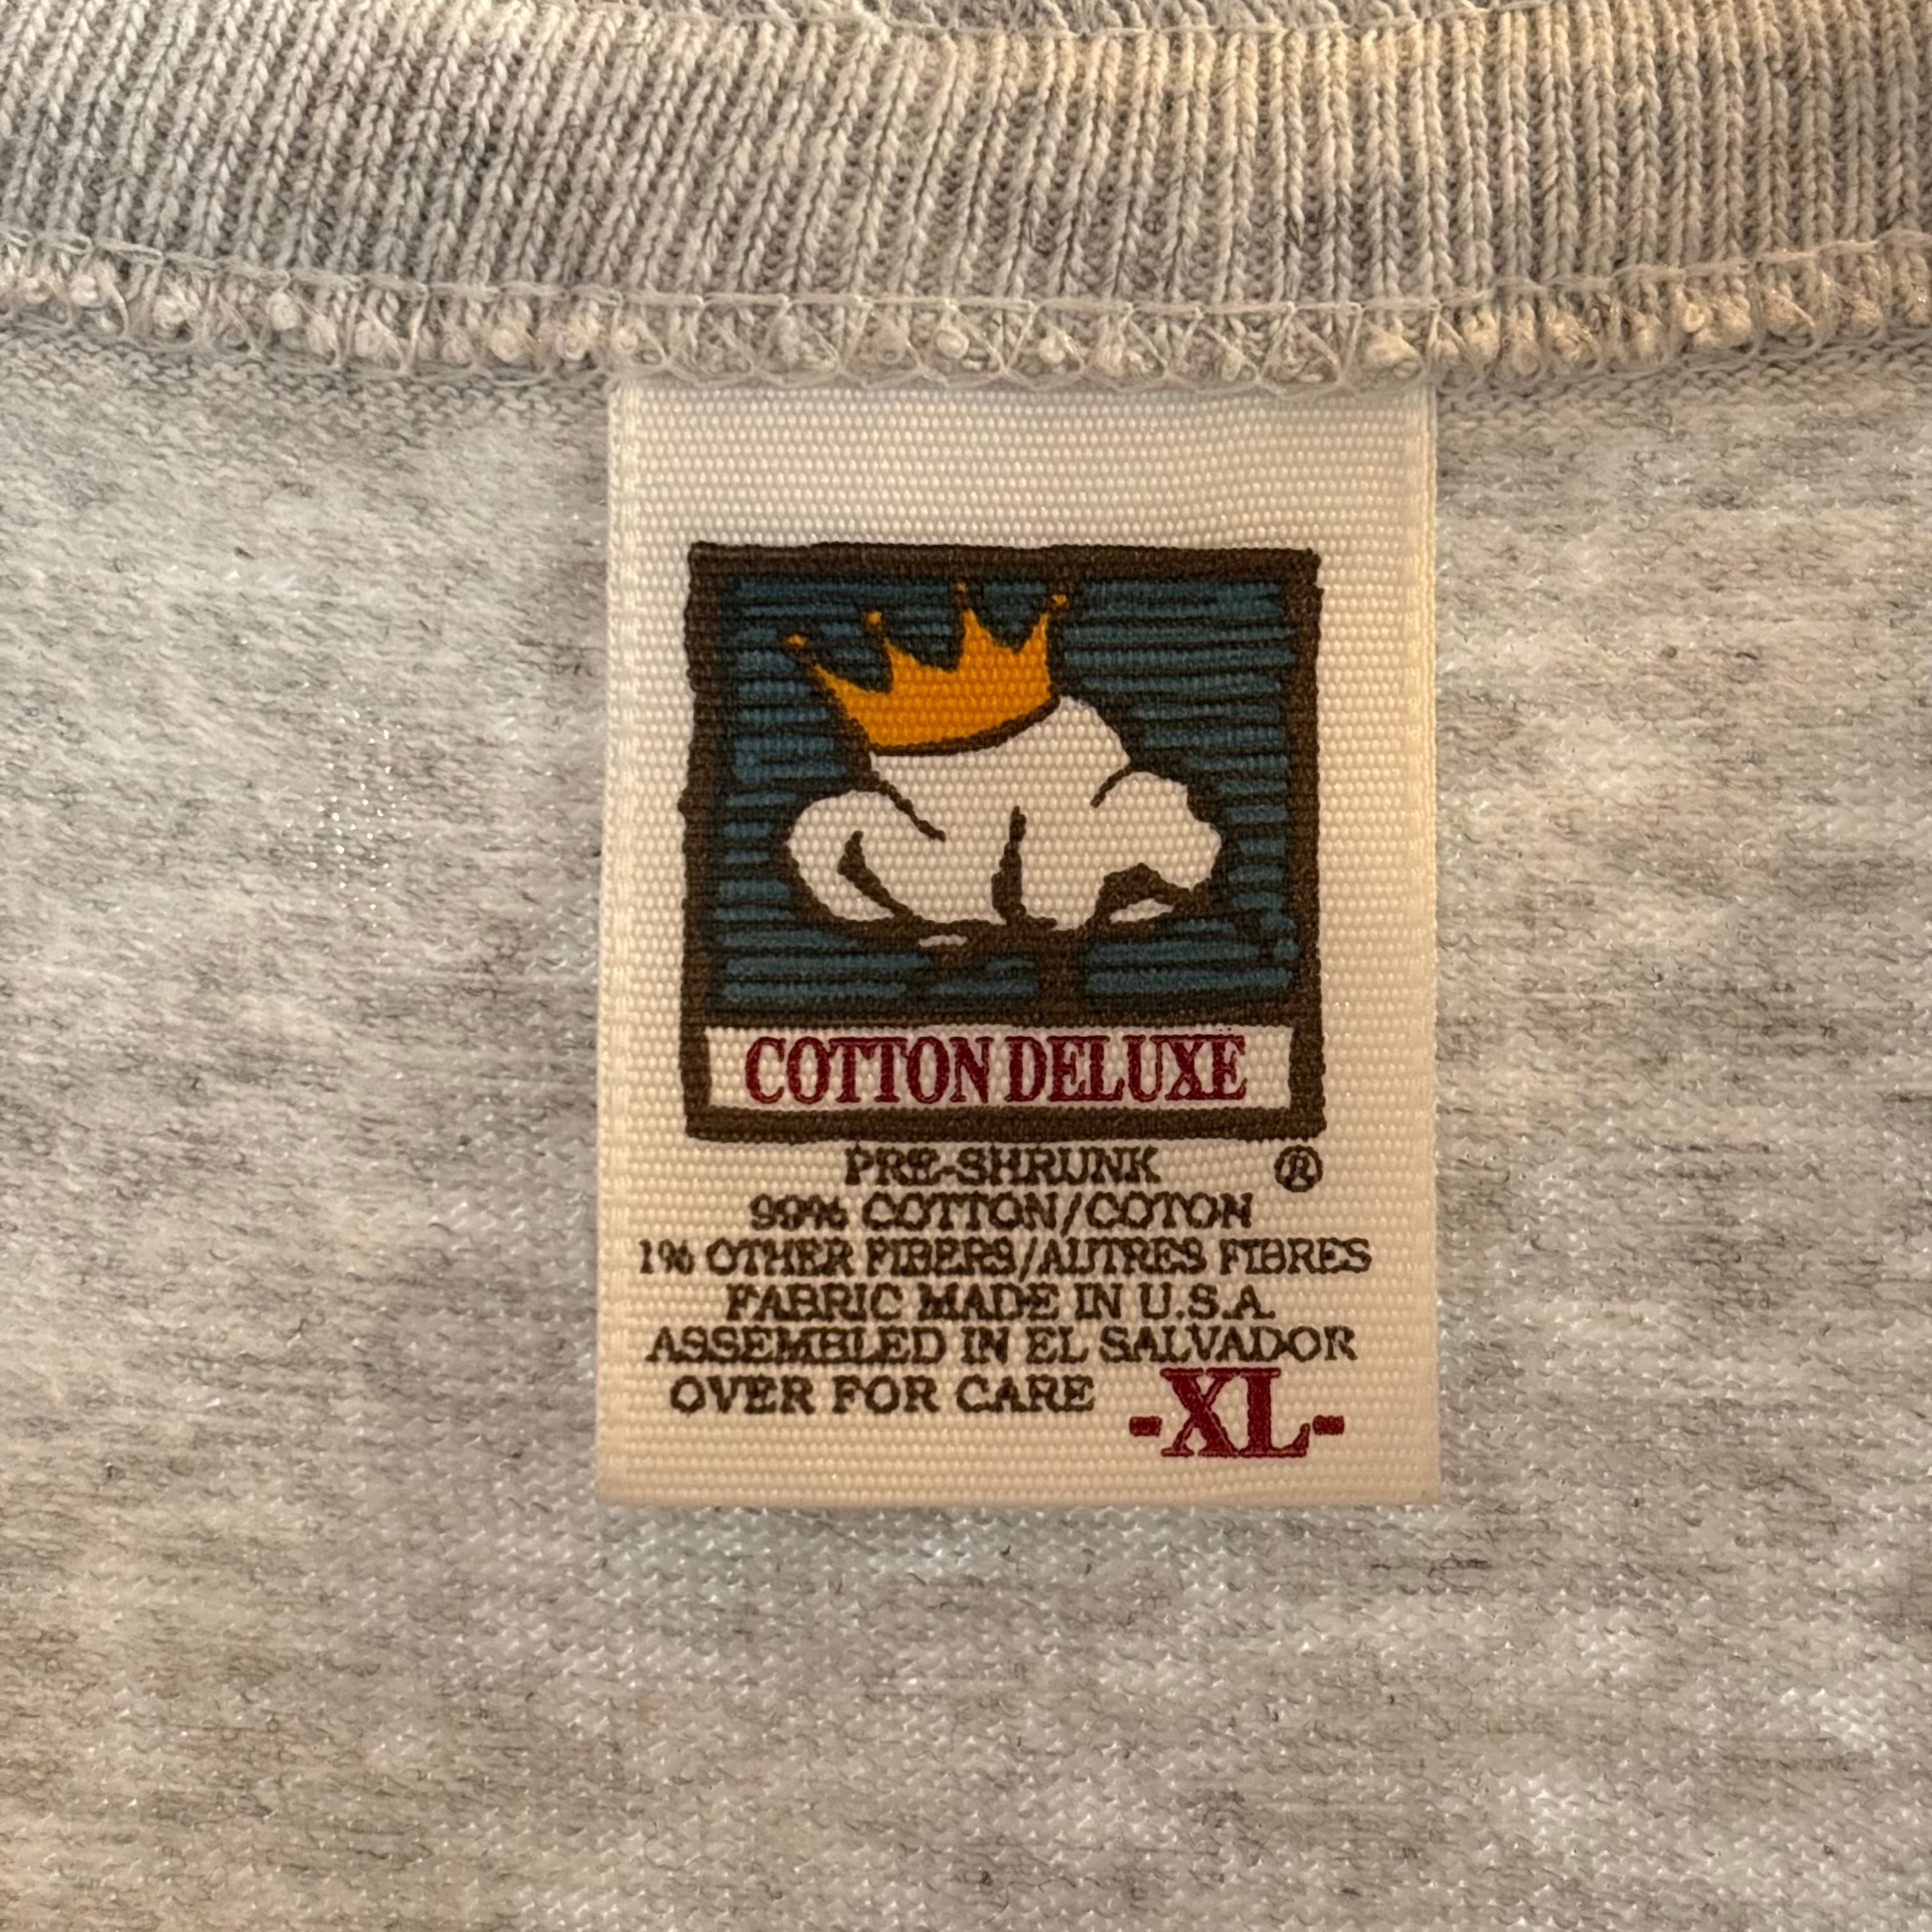 COTTON DELUXE
PRE-SHRUNK ®
99% COTTON/COTON
1% OTHER FIBERS/AUTRES FIBRES
FABRIC MADE IN U.S.A.
ASSEMBLED IN EL SALVADOR
OVER FOR CARE -XL-